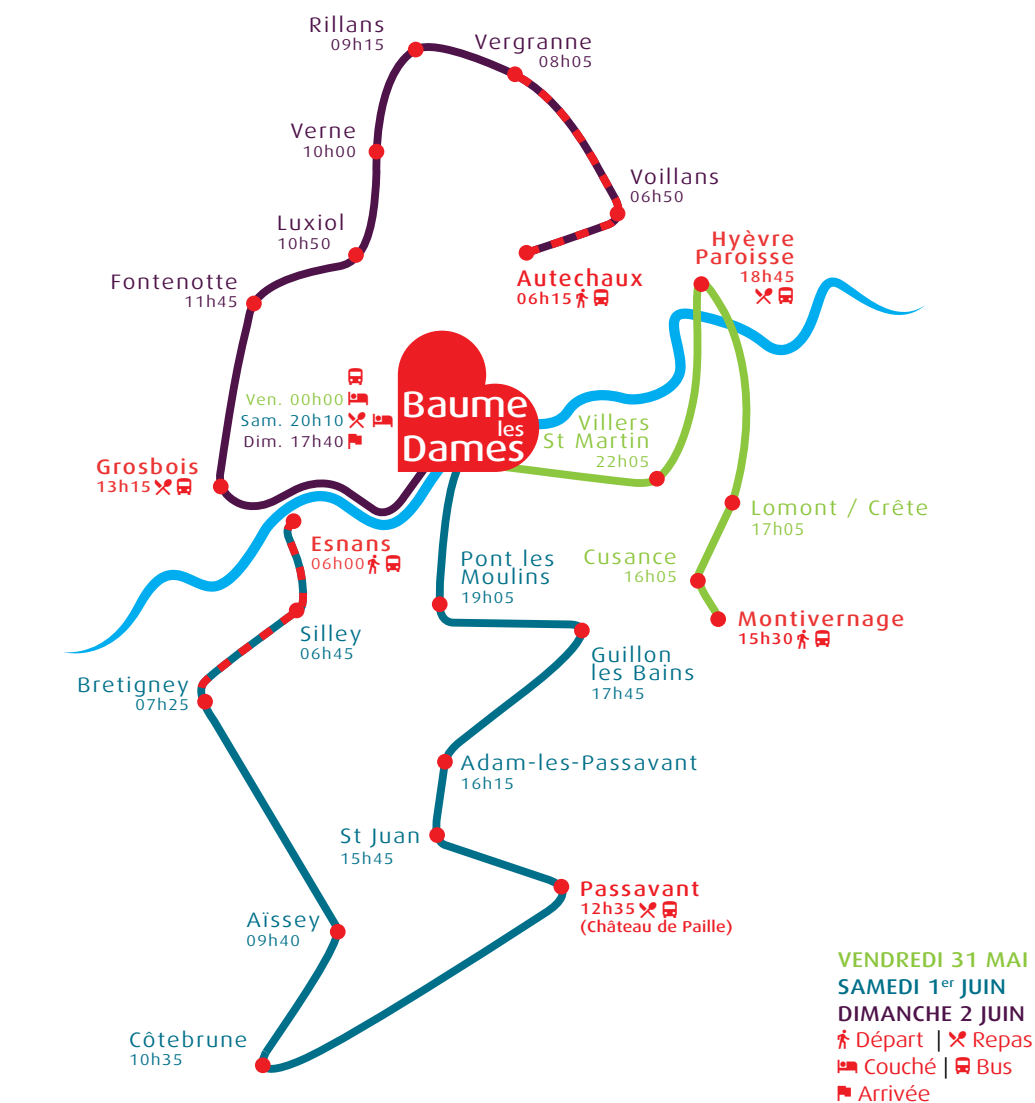 Rillans
09h15
Vergranne
08h05
Verne
10h00
Voillans
06h50
Luxiol
10h50
Hyèvre
Paroisse
18h45
Fontenotte
11h45
Autechaux
06h15
Ven. 00h00
Sam. 20h10
Dim. 17h40
Baume
les
Dames
Villers
St Martin
22h05
Grosbois
13h15
Lomont / Crête
17h05
Esnans
06h00
Pont les
Moulins
19h05
Cusance
16h05
Montivernage
15h30
Silley
06h45
Guillon
les Bains
17h45
Bretigney
07h25
Adam-les-Passavant
16h15
St Juan
15h45
Passavant
12h35
(Château de Paille)
Aïssey
09h40
Côtebrune
10h35
VENDREDI 31 MAI
SAMEDI 1er JUIN
DIMANCHE 2 JUIN
Départ | Repas
Couché | Bus
Arrivée